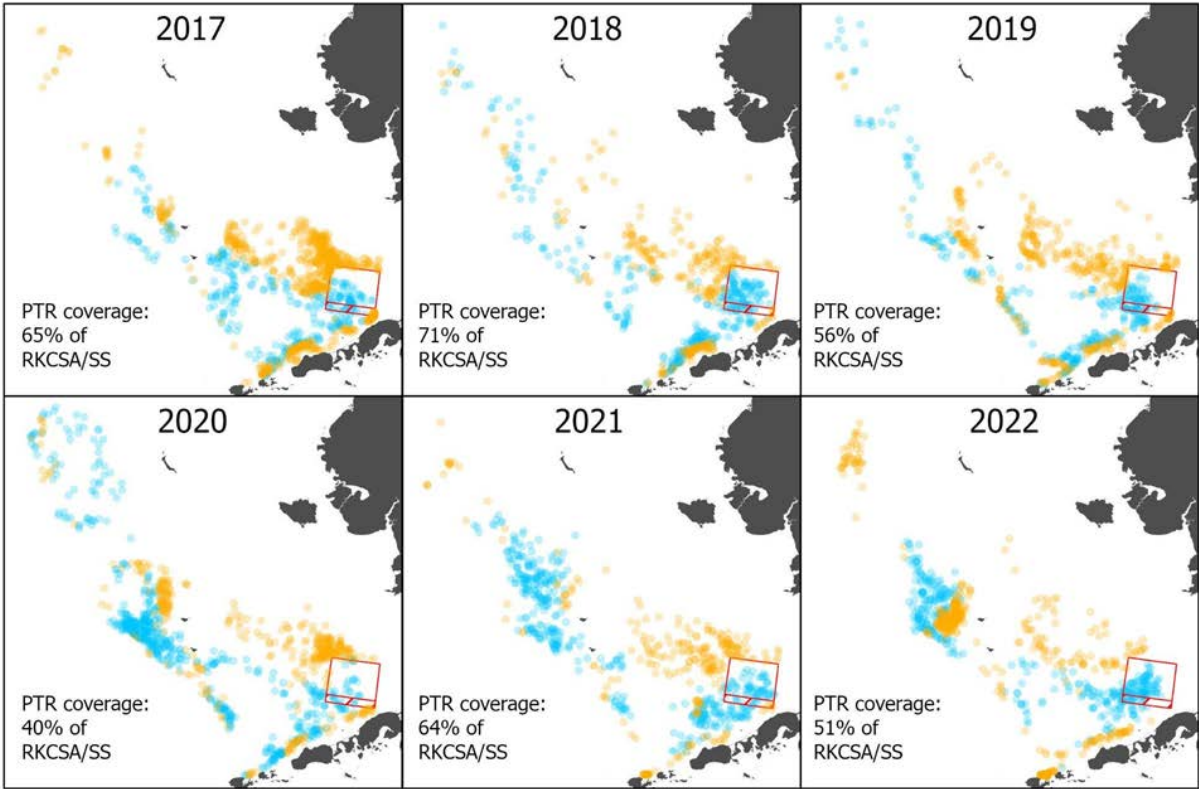 2017
PTR coverage:
65% of
RKCSA/SS
2018
PTR coverage:
71% of
RKCSA/SS
2019
PTR coverage:
56% of
RKCSA/SS
2020
PTR coverage:
40% of
RKCSA/SS
2021
PTR coverage:
64% of
RKCSA/SS
2022
PTR coverage:
51% of
RKCSA/SS